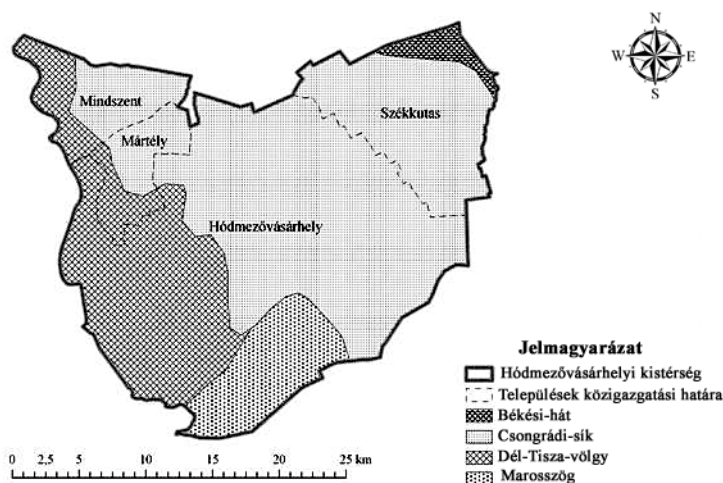 N
W E
S
Mindszent
Székkutas
Mártély
Hódmezővásárhely
Jelmagyarázat
Hódmezővásárhelyi kistérség
Települések közigazgatási határa
Békési-hát
Csongrádi-sík
Dél-Tisza-völgy
Marosszög
0 2,5 5 10 15 20 25 km